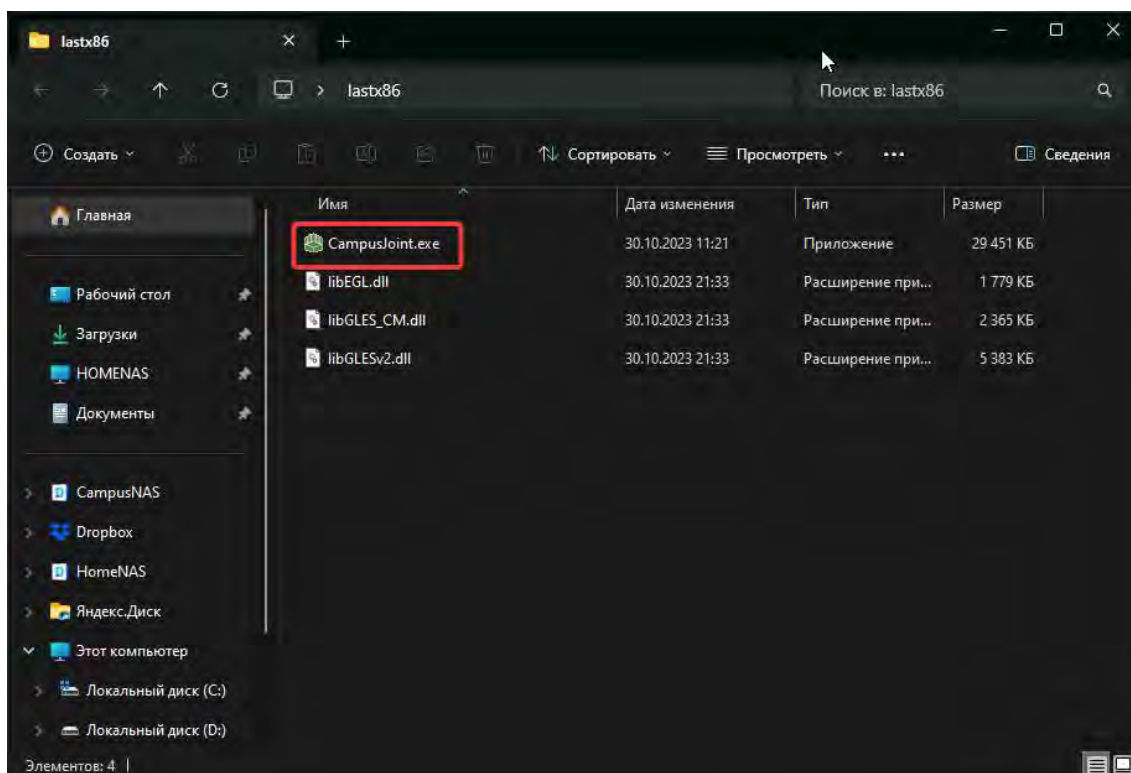 lastx86
lastx86
Поиск в: lastx86
Создать
Сортировать
Просмотреть
Сведения
Имя Дата изменения Тип Размер
CampusJoint.exe 30.10.2023 11:21 Приложение 29 451 КБ
libEGL.dll 30.10.2023 21:33 Расширение при... 1 779 КБ
libGLES_CM.dll 30.10.2023 21:33 Расширение при... 2 365 КБ
libGLESv2.dll 30.10.2023 21:33 Расширение при... 5 383 КБ
Главная
Рабочий стол
Загрузки
HOMENAS
Документы
CampusNAS
Dropbox
HomeNAS
Яндекс.Диск
Этот компьютер
Локальный диск (C:)
Локальный диск (D:)
Элементов: 4